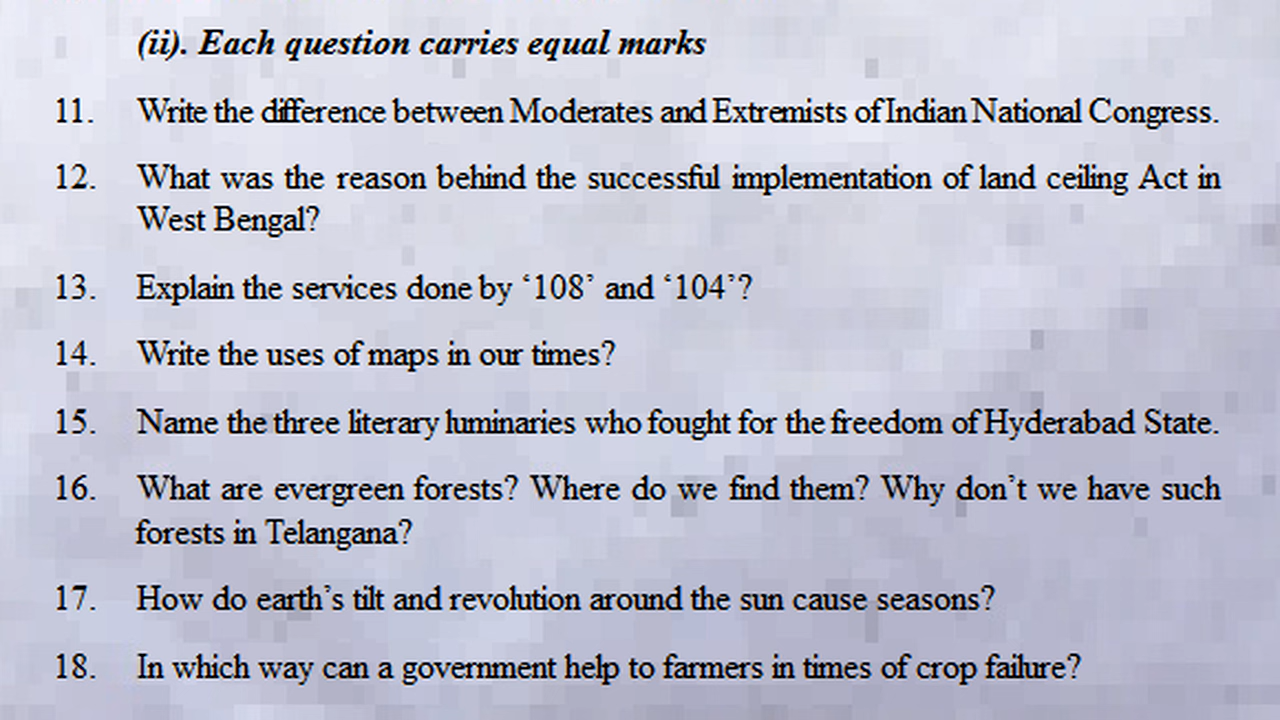 (ii). Each question carries equal marks
11. Write the difference between Moderates and Extremists of Indian National Congress.
12. What was the reason behind the successful implementation of land ceiling Act in
West Bengal?
13. Explain the services done by ‘108’ and ‘104’?
14. Write the uses of maps in our times?
15. Name the three literary luminaries who fought for the freedom of Hyderabad State.
16. What are evergreen forests? Where do we find them? Why don’t we have such
forests in Telangana?
17. How do earth’s tilt and revolution around the sun cause seasons?
18. In which way can a government help to farmers in times of crop failure?